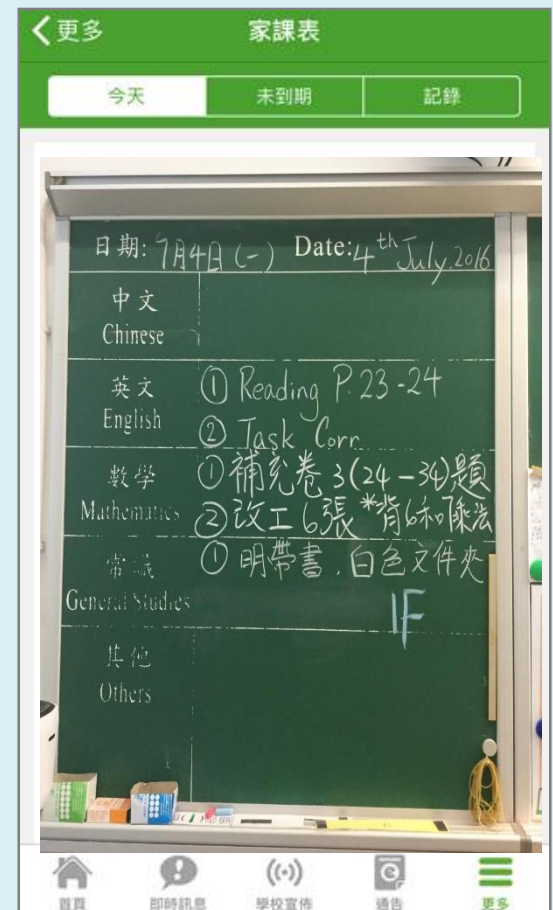 更多 家課表
今天 未到期 記錄
日期: 7月4日 (一) Date: 4th July, 2016
中文
Chinese
英文 ① Reading P. 23-24
English ② Task Corr.
數學 ① 補充卷 3(24-34)題
Mathematics ② 改工6張 *背6和乘法
常識 ① 明帶書、白色文件夾
General Studies 1F
其他
Others
首頁 即時訊息 學校宣佈 通告 更多